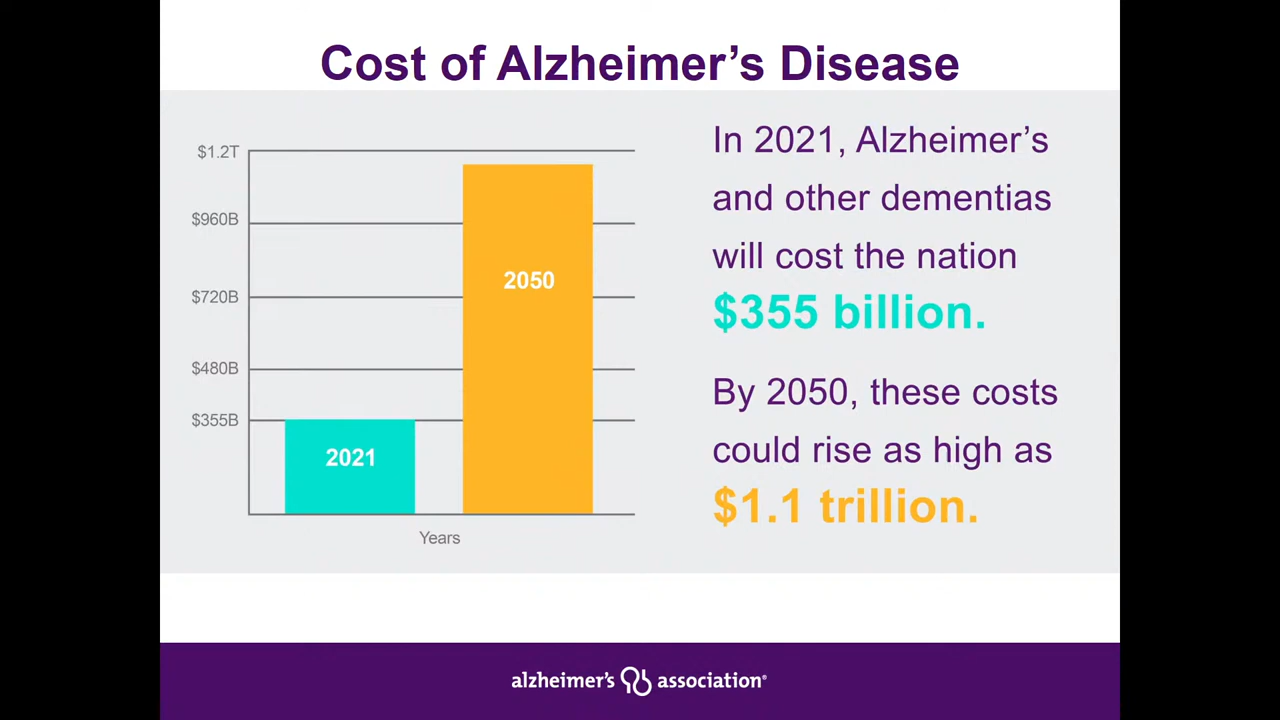 Cost of Alzheimer’s Disease
$1.2T
$960B
$720B
$480B
$355B
2050
2021
Years
In 2021, Alzheimer’s
and other dementias
will cost the nation
$355 billion.
By 2050, these costs
could rise as high as
$1.1 trillion.
alzheimer’s association®